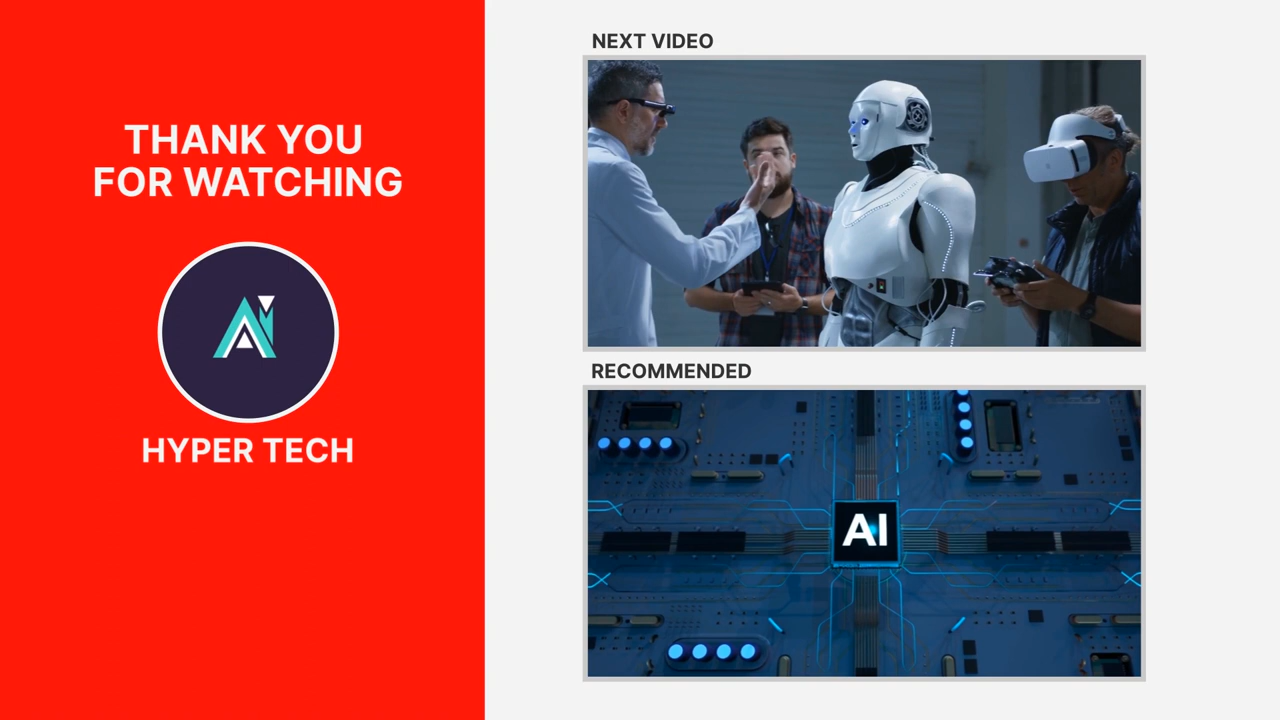 THANK YOU
FOR WATCHING
HYPER TECH
NEXT VIDEO
RECOMMENDED
AI